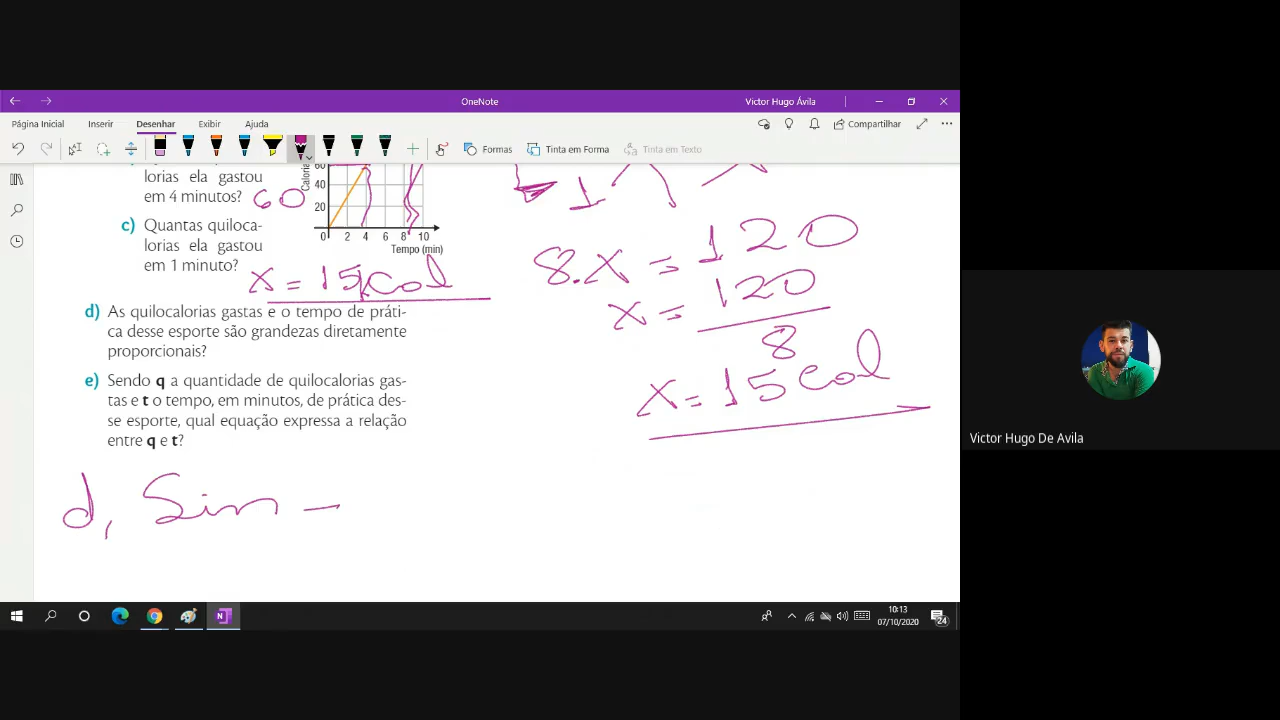 OneNote
Victor Hugo Ávila
Página Inicial Inserir Desenhar Exibir Ajuda
Compartilhar
Formas Tinta em Forma Tinta em Texto
lorias ela gastou
em 4 minutos? 60
c) Quantas quiloca-
lorias ela gastou
em 1 minuto?
x = 15 kcal
Caloria
60
40
20
0 2 4 6 8 10
Tempo (min)
d) As quilocalorias gastas e o tempo de práti-
ca desse esporte são grandezas diretamente
proporcionais?
e) Sendo q a quantidade de quilocalorias gas-
tas e t o tempo, em minutos, de prática des-
se esporte, qual equação expressa a relação
entre q e t?
d, Sim –
1 x
8.x = 120
x = 120
8
x = 15 cal
Victor Hugo De Avila
10:13
07/10/2020
24